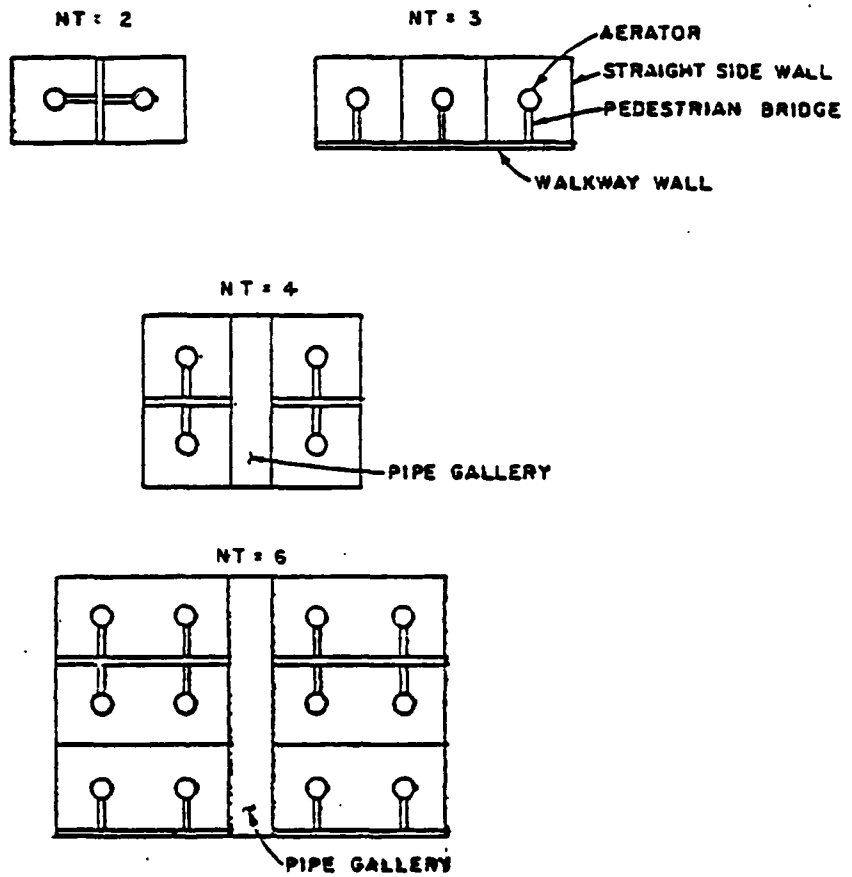 NT = 2
NT = 3
AERATOR
STRAIGHT SIDE WALL
PEDESTRIAN BRIDGE
WALKWAY WALL
NT = 4
PIPE GALLERY
NT = 6
PIPE GALLERY